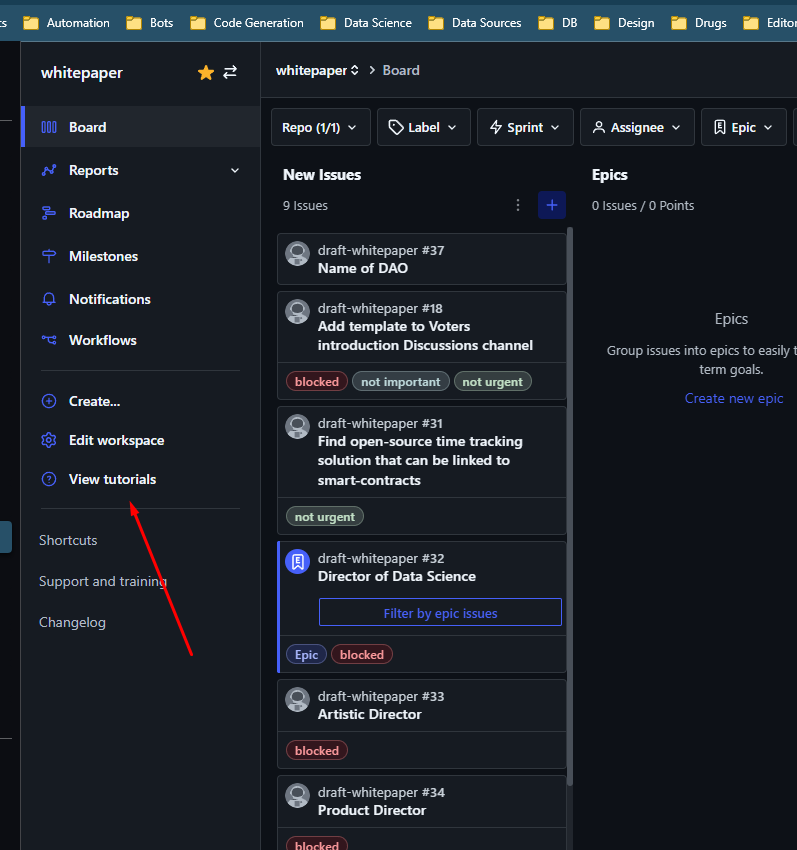 Automation Bots Code Generation Data Science Data Sources DB Design Drugs
whitepaper
Board
Reports
Roadmap
Milestones
Notifications
Workflows
Create...
Edit workspace
View tutorials
Shortcuts
Support and training
Changelog
whitepaper Board
Repo (1/1) Label Sprint Assignee Epic
New Issues
9 Issues
draft-whitepaper #37
Name of DAO
draft-whitepaper #18
Add template to Voters
introduction Discussions channel
blocked not important not urgent
draft-whitepaper #31
Find open-source time tracking
solution that can be linked to
smart-contracts
not urgent
draft-whitepaper #32
Director of Data Science
Filter by epic issues
Epic blocked
draft-whitepaper #33
Artistic Director
blocked
draft-whitepaper #34
Product Director
blocked
Epics
0 Issues / 0 Points
Epics
Group issues into epics to easily
term goals.
Create new epic